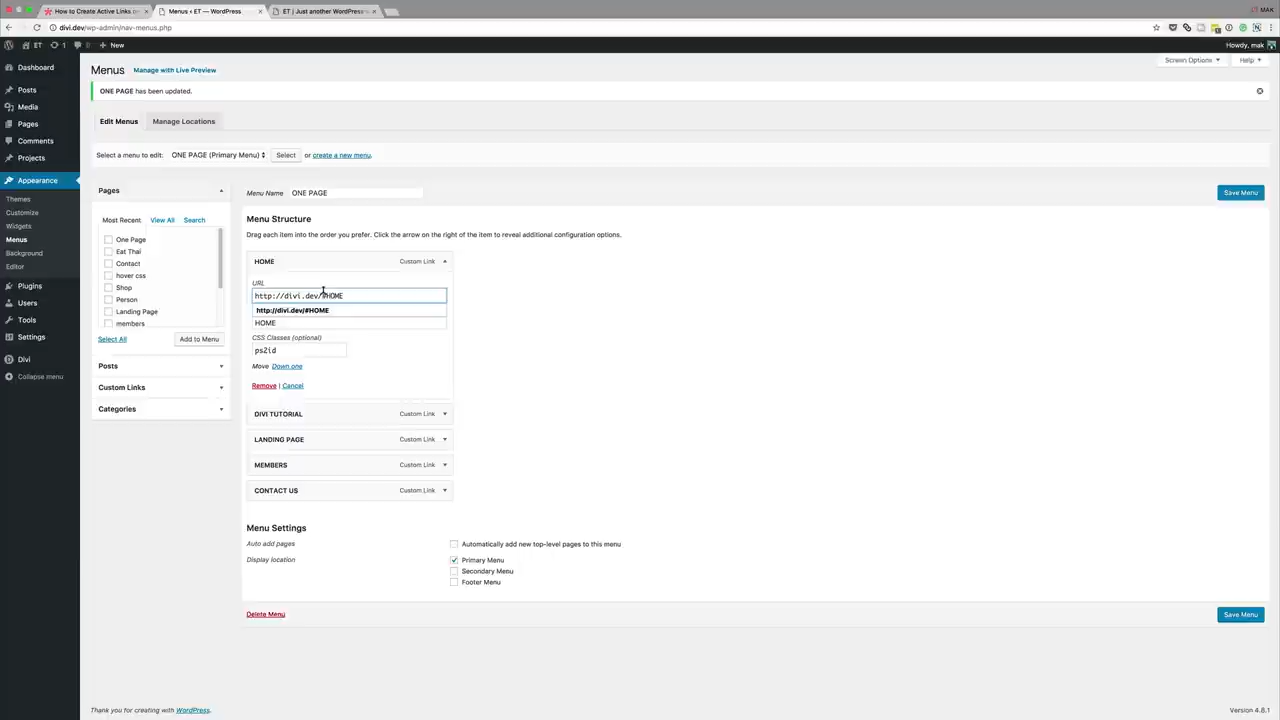 How to Create Active Links on
Menus ‹ ET — WordPress
ET | Just another WordPress w
MAK
divi.dev/wp-admin/nav-menus.php
ET
1
0
New
Howdy, mak
Dashboard
Posts
Media
Pages
Comments
Projects
Appearance
Themes
Customize
Widgets
Menus
Background
Editor
Plugins
Users
Tools
Settings
Divi
Collapse menu
Menus
Manage with Live Preview
Screen Options
Help
ONE PAGE has been updated.
Edit Menus
Manage Locations
Select a menu to edit:
ONE PAGE (Primary Menu)
Select
or create a new menu.
Pages
Most Recent
View All
Search
One Page
Eat Thai
Contact
hover css
Shop
Person
Landing Page
members
Select All
Add to Menu
Posts
Custom Links
Categories
Menu Name
ONE PAGE
Save Menu
Menu Structure
Drag each item into the order you prefer. Click the arrow on the right of the item to reveal additional configuration options.
HOME
Custom Link
URL
http://divi.dev/#HOME
http://divi.dev/#HOME
HOME
CSS Classes (optional)
ps2id
Move Down one
Remove | Cancel
DIVI TUTORIAL
Custom Link
LANDING PAGE
Custom Link
MEMBERS
Custom Link
CONTACT US
Custom Link
Menu Settings
Auto add pages
Automatically add new top-level pages to this menu
Display location
Primary Menu
Secondary Menu
Footer Menu
Delete Menu
Save Menu
Thank you for creating with WordPress.
Version 4.8.1